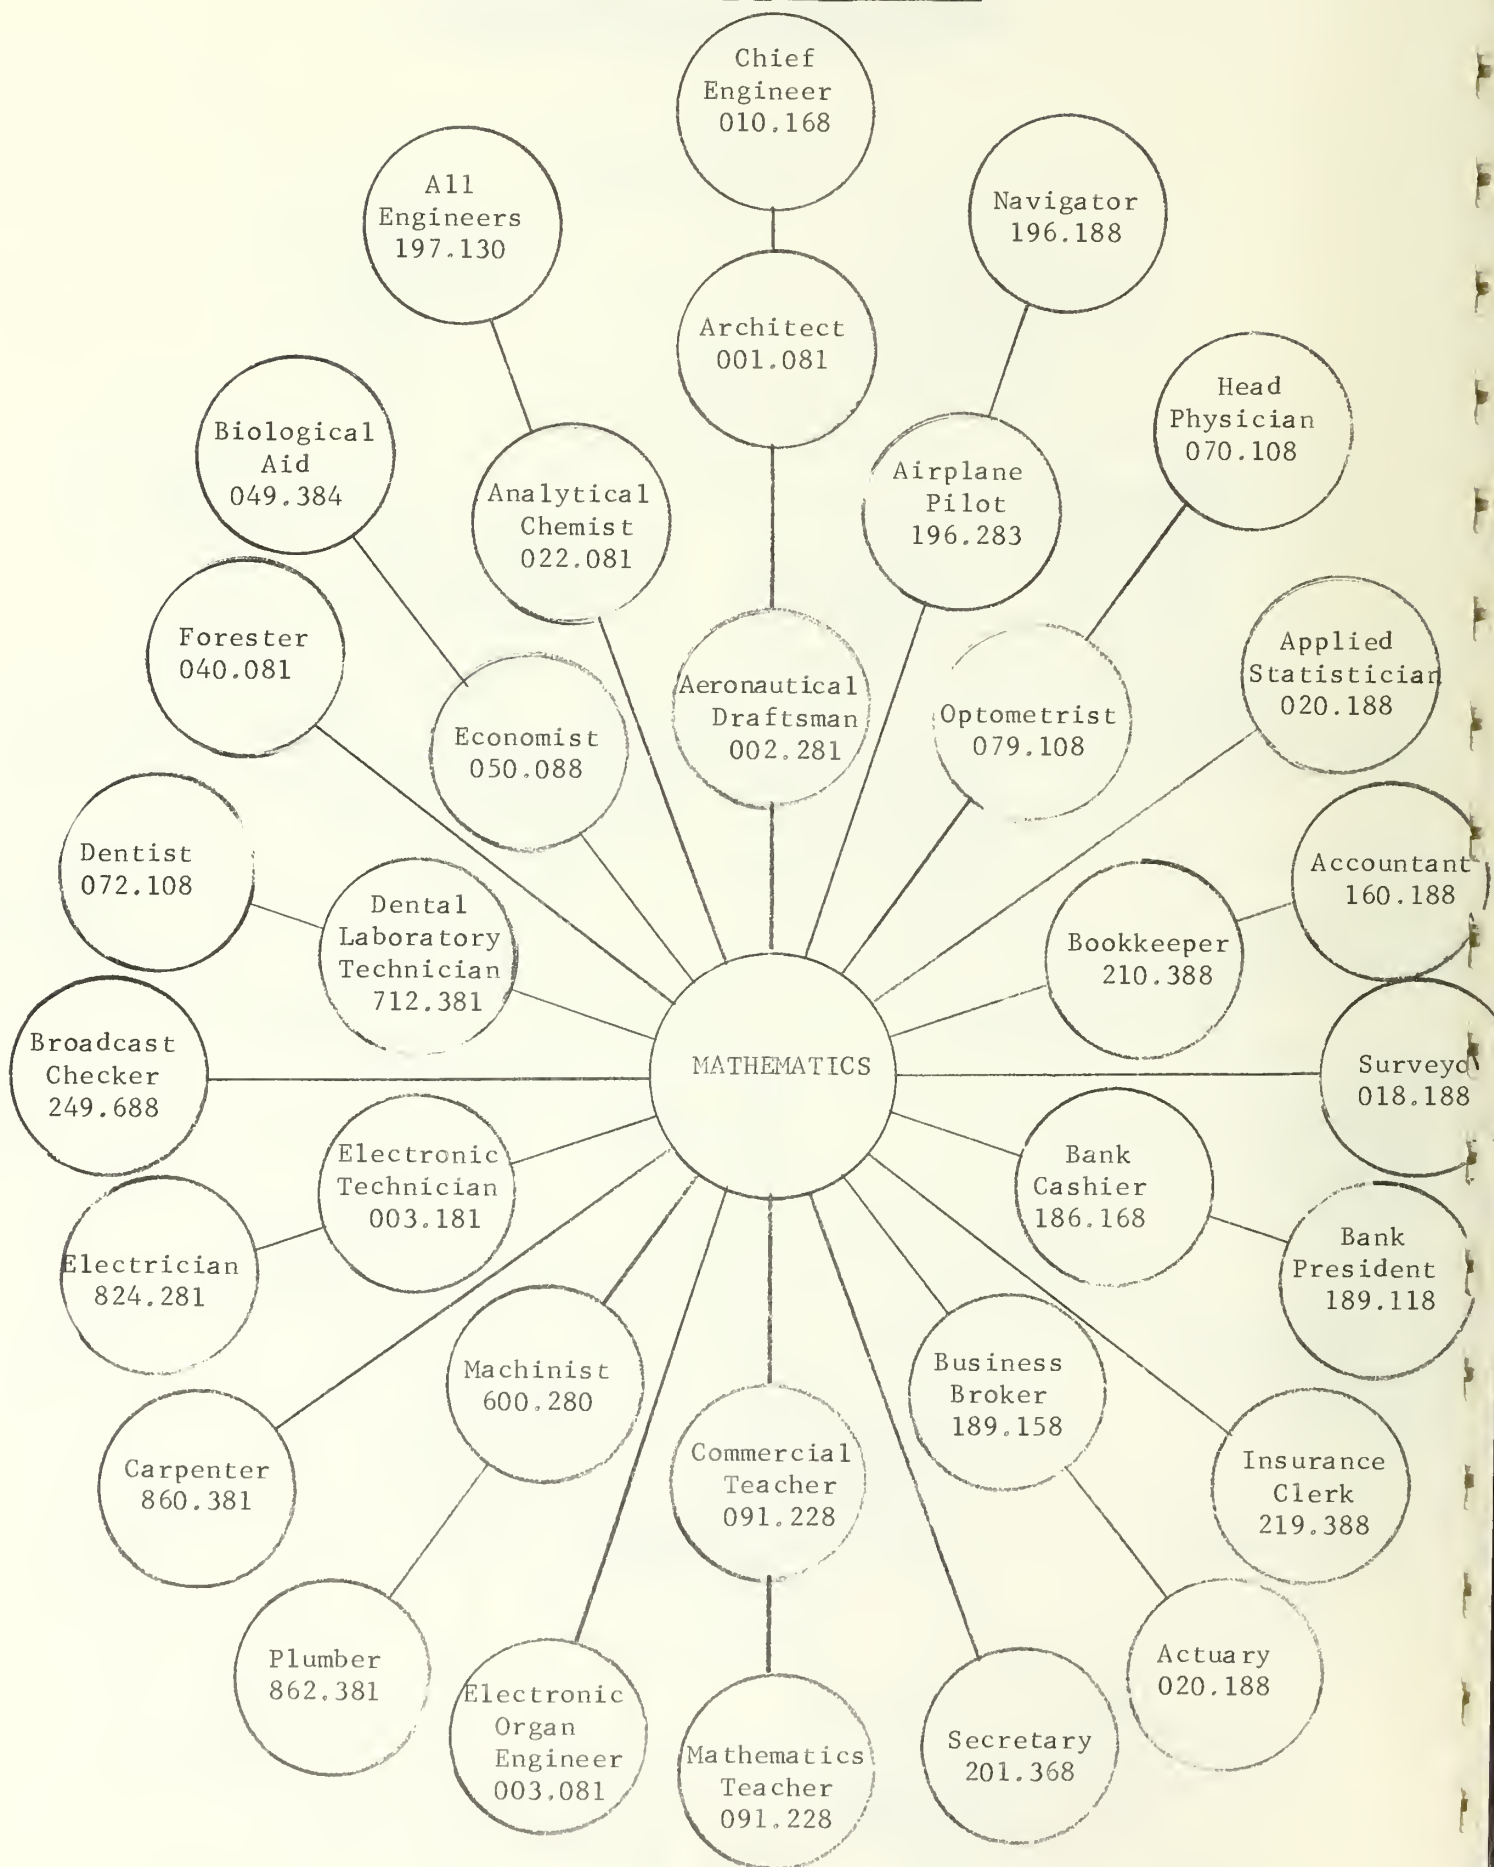 Chief
Engineer
010.168
All
Engineers
197.130
Navigator
196.188
Architect
001.081
Head
Physician
070.108
Biological
Aid
049.384
Analytical
Chemist
022.081
Airplane
Pilot
196.283
Forester
040.081
Applied
Statistician
020.188
Aeronautical
Draftsman
002.281
Optometrist
079.108
Economist
050.088
Dentist
072.108
Accountant
160.188
Dental
Laboratory
Technician
712.381
Bookkeeper
210.388
Broadcast
Checker
249.688
MATHEMATICS
Surveyo
018.188
Electronic
Technician
003.181
Bank
Cashier
186.168
Electrician
824.281
Bank
President
189.118
Machinist
600.280
Business
Broker
189.158
Carpenter
860.381
Commercial
Teacher
091.228
Insurance
Clerk
219.388
Plumber
862.381
Actuary
020.188
Electronic
Organ
Engineer
003.081
Mathematics
Teacher
091.228
Secretary
201.368